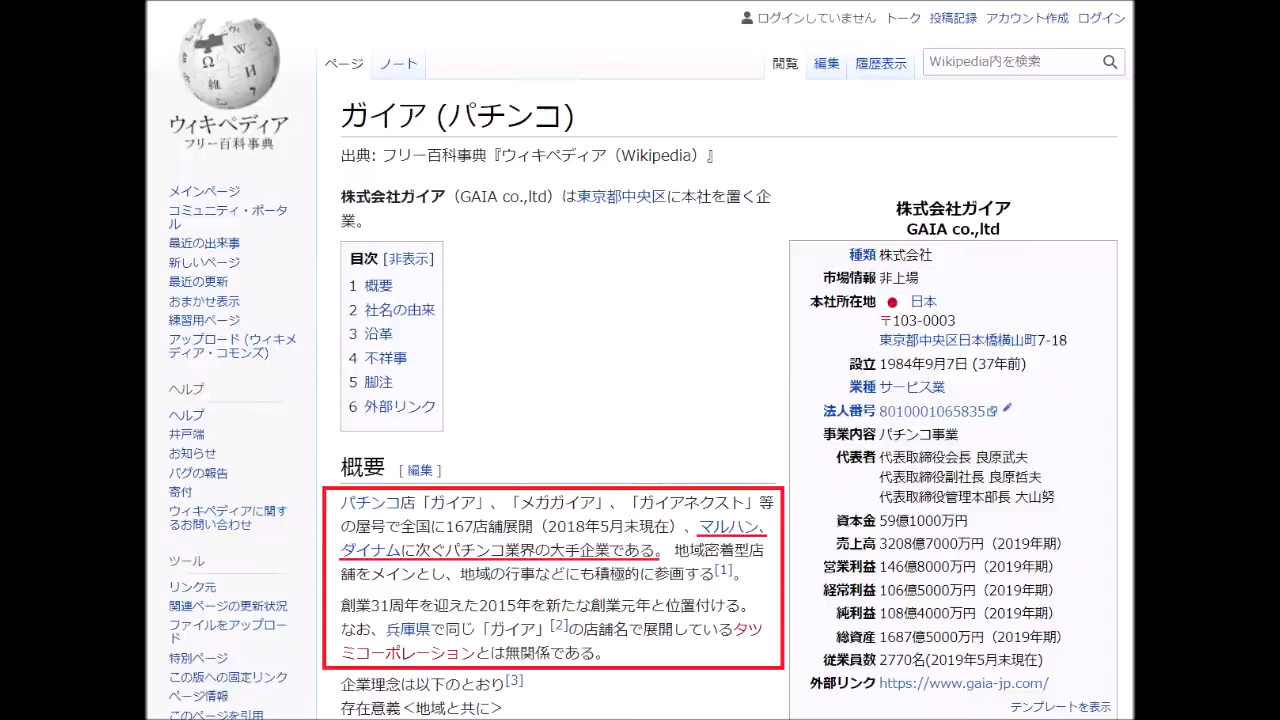 ログインしていません トーク 投稿記録 アカウント作成 ログイン
ページ ノート
閲覧 編集 履歴表示
Wikipedia内を検索
ウィキペディア
フリー百科事典
メインページ
コミュニティ・ポータ
ル
最近の出来事
新しいページ
最近の更新
おまかせ表示
練習用ページ
アップロード (ウィキメ
ディア・コモンズ)
ヘルプ
ヘルプ
井戸端
お知らせ
バグの報告
寄付
ウィキペディアに関す
るお問い合わせ
ツール
リンク元
関連ページの更新状況
ファイルをアップロー
ド
特別ページ
この版への固定リンク
ページ情報
このページを引用
ガイア (パチンコ)
出典: フリー百科事典『ウィキペディア（Wikipedia）』
株式会社ガイア（GAIA co.,ltd）は東京都中央区に本社を置く企
業。
目次 [非表示]
1 概要
2 社名の由来
3 沿革
4 不祥事
5 脚注
6 外部リンク
概要 [ 編集 ]
パチンコ店「ガイア」、「メガガイア」、「ガイアネクスト」等
の屋号で全国に167店舗展開（2018年5月末現在）、マルハン、
ダイナムに次ぐパチンコ業界の大手企業である。 地域密着型店
舗をメインとし、地域の行事などにも積極的に参画する[1]。
創業31周年を迎えた2015年を新たな創業元年と位置付ける。
なお、兵庫県で同じ「ガイア」[2]の店舗名で展開しているタツ
ミコーポレーションとは無関係である。
企業理念は以下のとおり[3]
存在意義＜地域と共に＞
株式会社ガイア
GAIA co.,ltd
種類 株式会社
市場情報 非上場
本社所在地 日本
〒103-0003
東京都中央区日本橋横山町7-18
設立 1984年9月7日 (37年前)
業種 サービス業
法人番号 8010001065835
事業内容 パチンコ事業
代表者 代表取締役会長 良原武夫
代表取締役副社長 良原哲夫
代表取締役管理本部長 大山努
資本金 59億1000万円
売上高 3208億7000万円（2019年期）
営業利益 146億8000万円（2019年期）
経常利益 106億5000万円（2019年期）
純利益 108億4000万円（2019年期）
総資産 1687億5000万円（2019年期）
従業員数 2770名(2019年5月末現在)
外部リンク https://www.gaia-jp.com/
テンプレートを表示